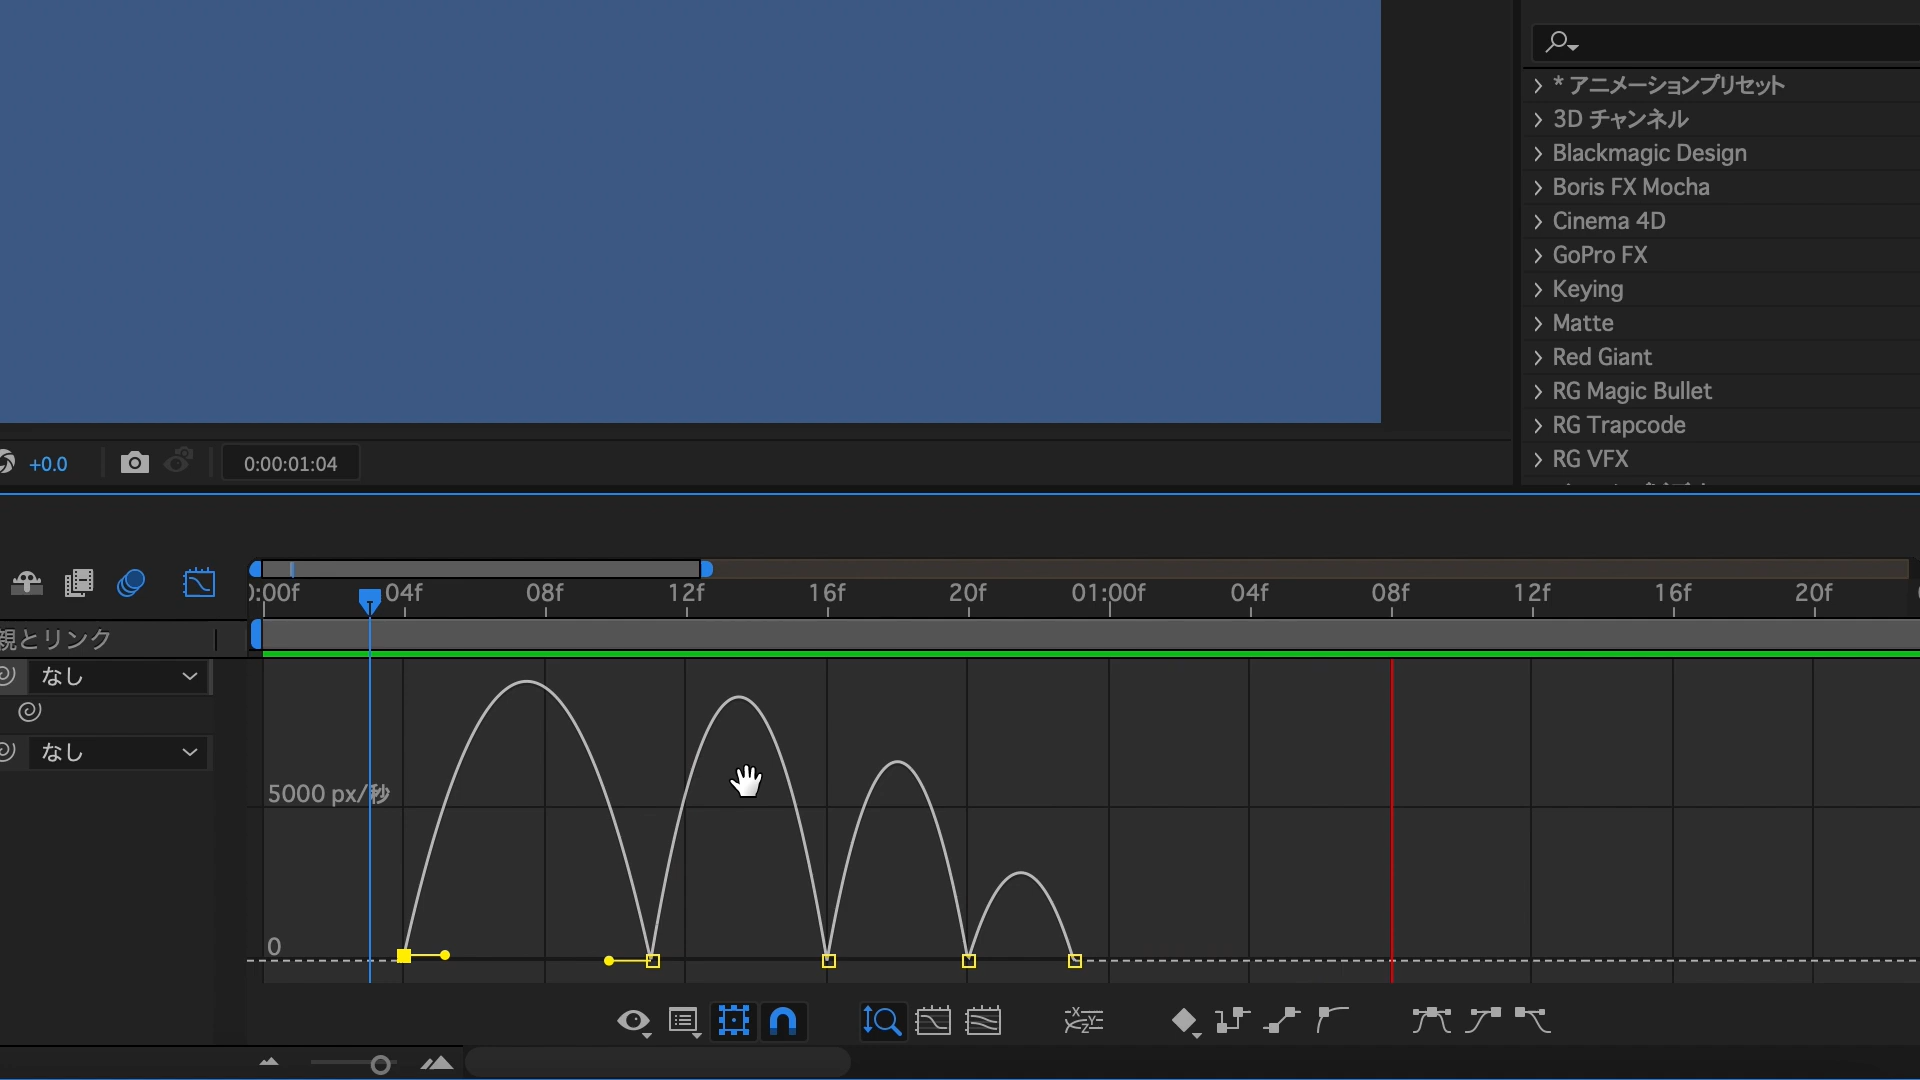 * アニメーションプリセット
3D チャンネル
Blackmagic Design
Boris FX Mocha
Cinema 4D
GoPro FX
Keying
Matte
Red Giant
RG Magic Bullet
RG Trapcode
RG VFX
+0.0
0:00:01:04
:00f 04f 08f 12f 16f 20f 01:00f 04f 08f 12f 16f 20f
親とリンク
なし
なし
5000 px/秒
0